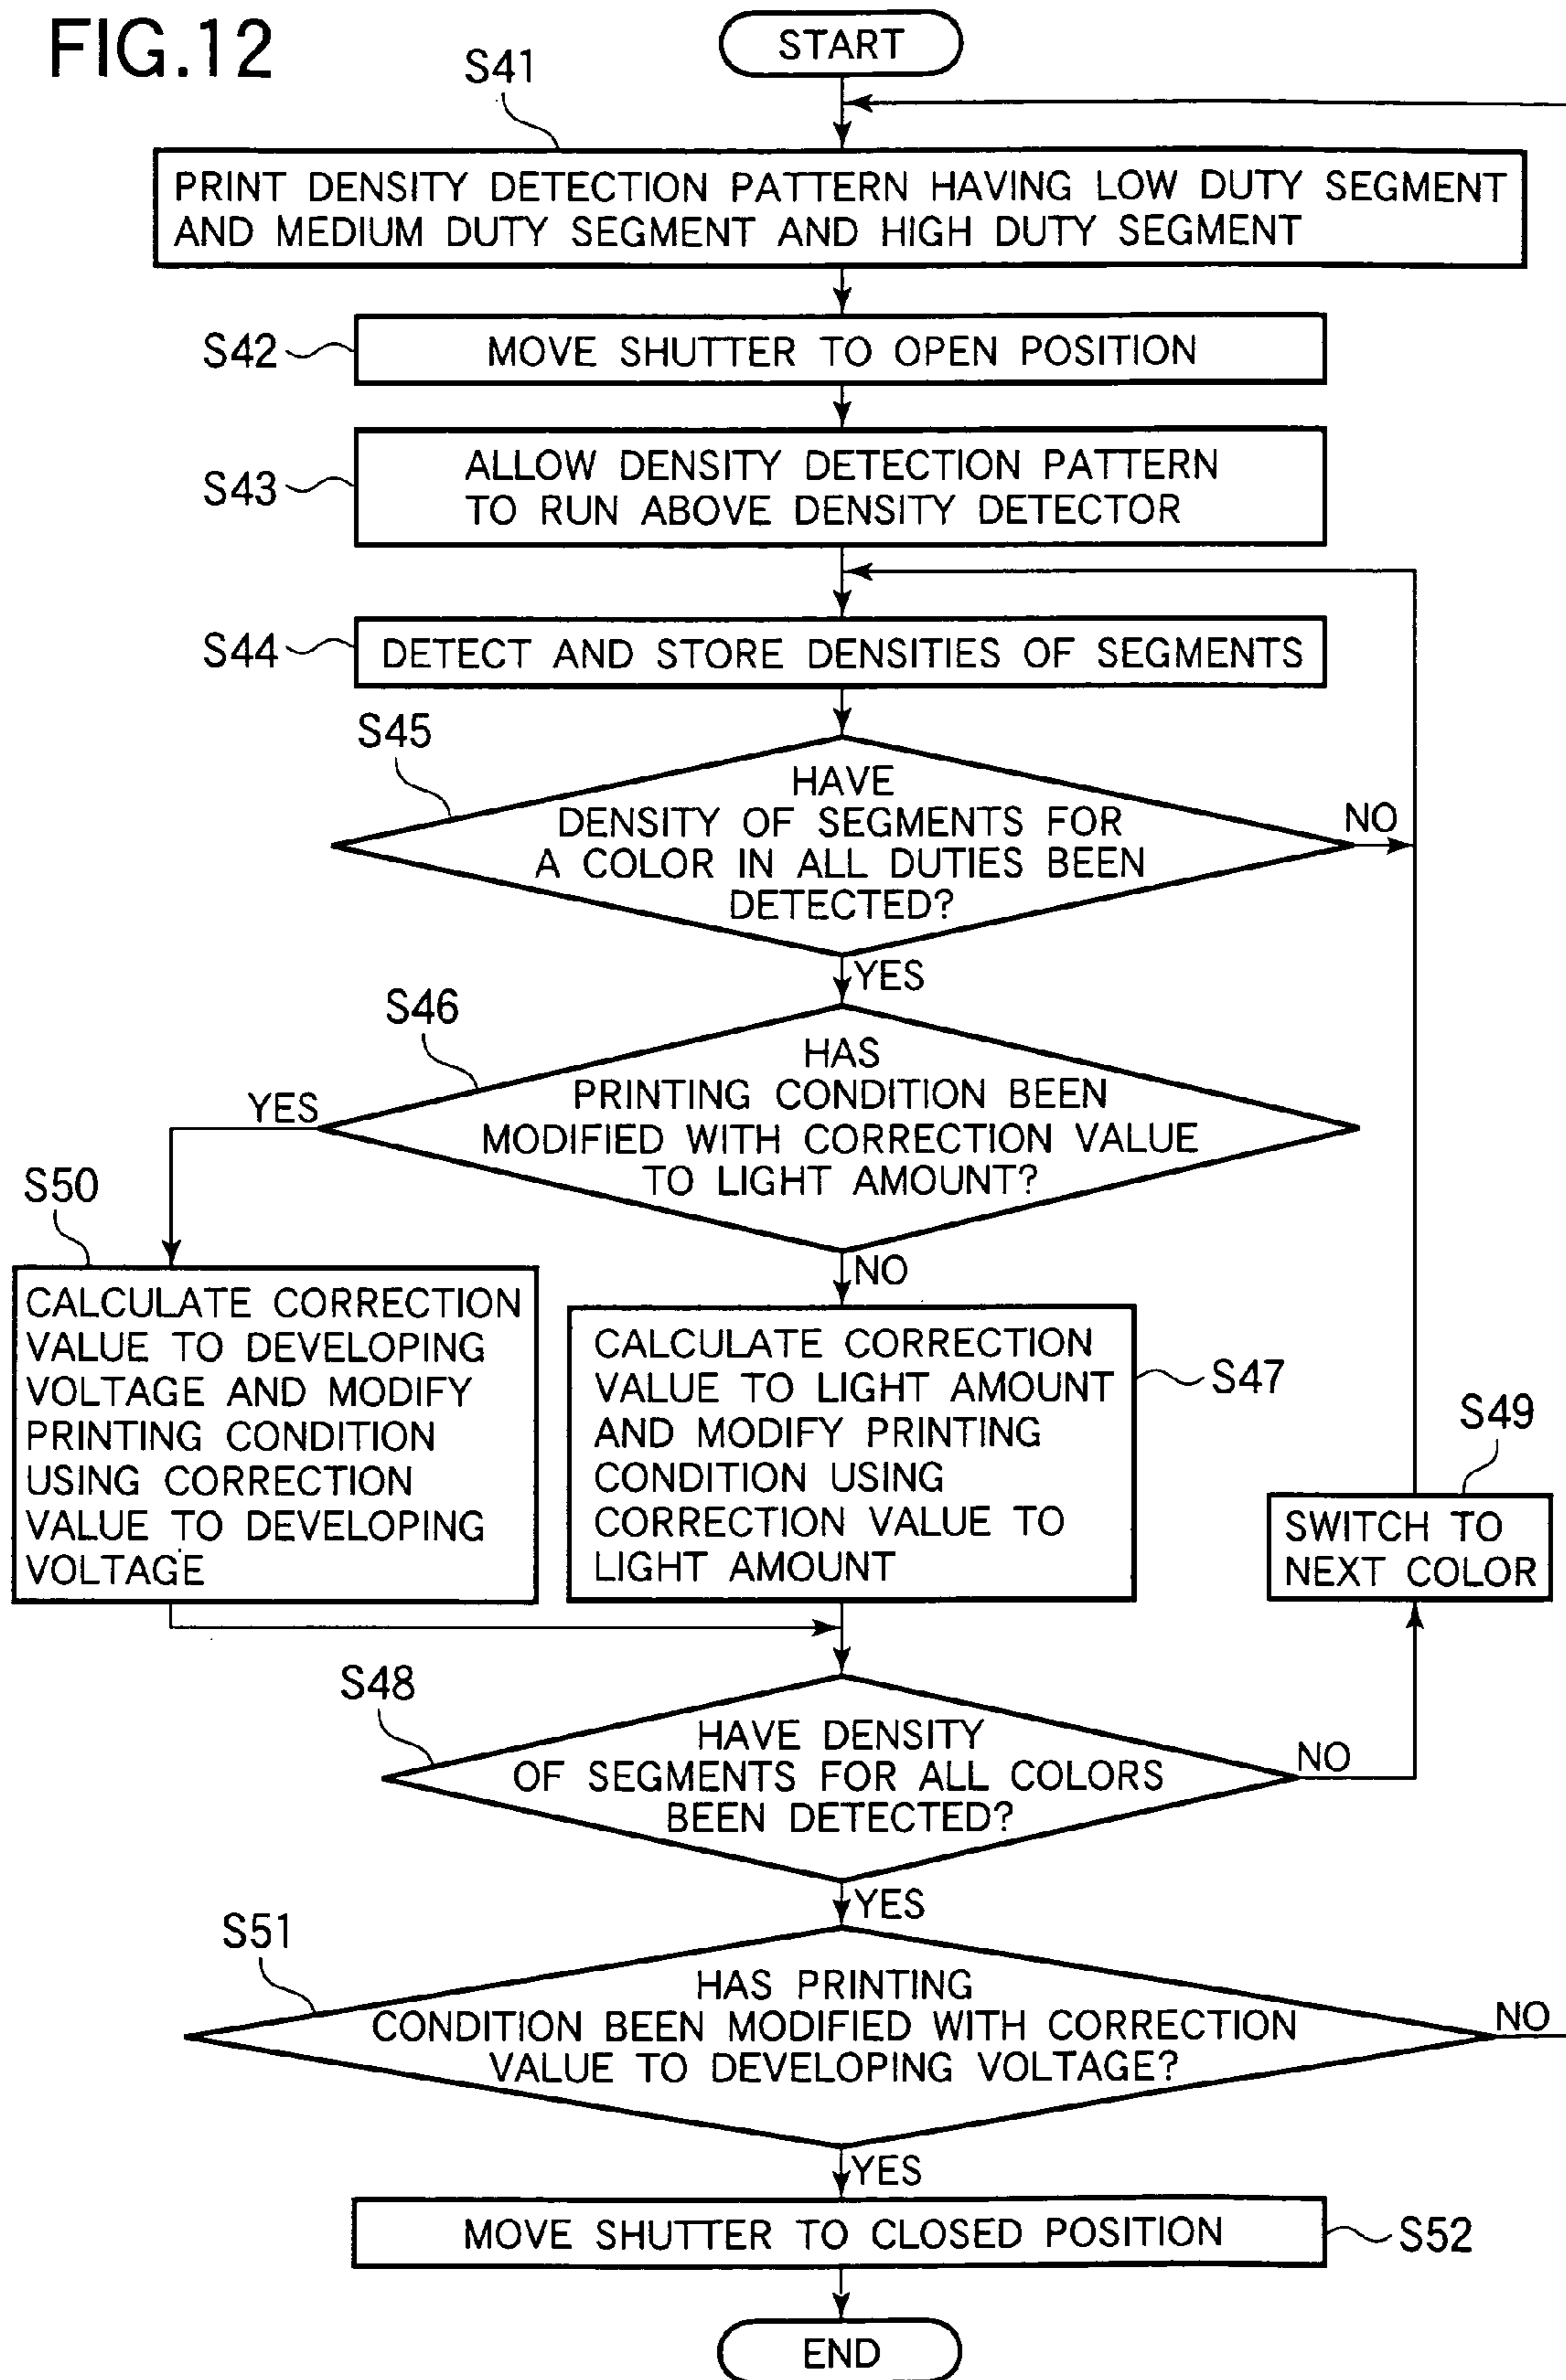 FIG.12
START
S41
PRINT DENSITY DETECTION PATTERN HAVING LOW DUTY SEGMENT
AND MEDIUM DUTY SEGMENT AND HIGH DUTY SEGMENT
S42
MOVE SHUTTER TO OPEN POSITION
S43
ALLOW DENSITY DETECTION PATTERN
TO RUN ABOVE DENSITY DETECTOR
S44
DETECT AND STORE DENSITIES OF SEGMENTS
S45
HAVE
DENSITY OF SEGMENTS FOR
A COLOR IN ALL DUTIES BEEN
DETECTED?
NO
YES
S46
HAS
PRINTING CONDITION BEEN
MODIFIED WITH CORRECTION VALUE
TO LIGHT AMOUNT?
YES
NO
S50
CALCULATE CORRECTION
VALUE TO DEVELOPING
VOLTAGE AND MODIFY
PRINTING CONDITION
USING CORRECTION
VALUE TO DEVELOPING
VOLTAGE
CALCULATE CORRECTION
VALUE TO LIGHT AMOUNT
AND MODIFY PRINTING
CONDITION USING
CORRECTION VALUE TO
LIGHT AMOUNT
S47
S49
SWITCH TO
NEXT COLOR
S48
HAVE DENSITY
OF SEGMENTS FOR ALL COLORS
BEEN DETECTED?
NO
YES
S51
HAS PRINTING
CONDITION BEEN MODIFIED WITH CORRECTION
VALUE TO DEVELOPING VOLTAGE?
NO
YES
MOVE SHUTTER TO CLOSED POSITION
S52
END